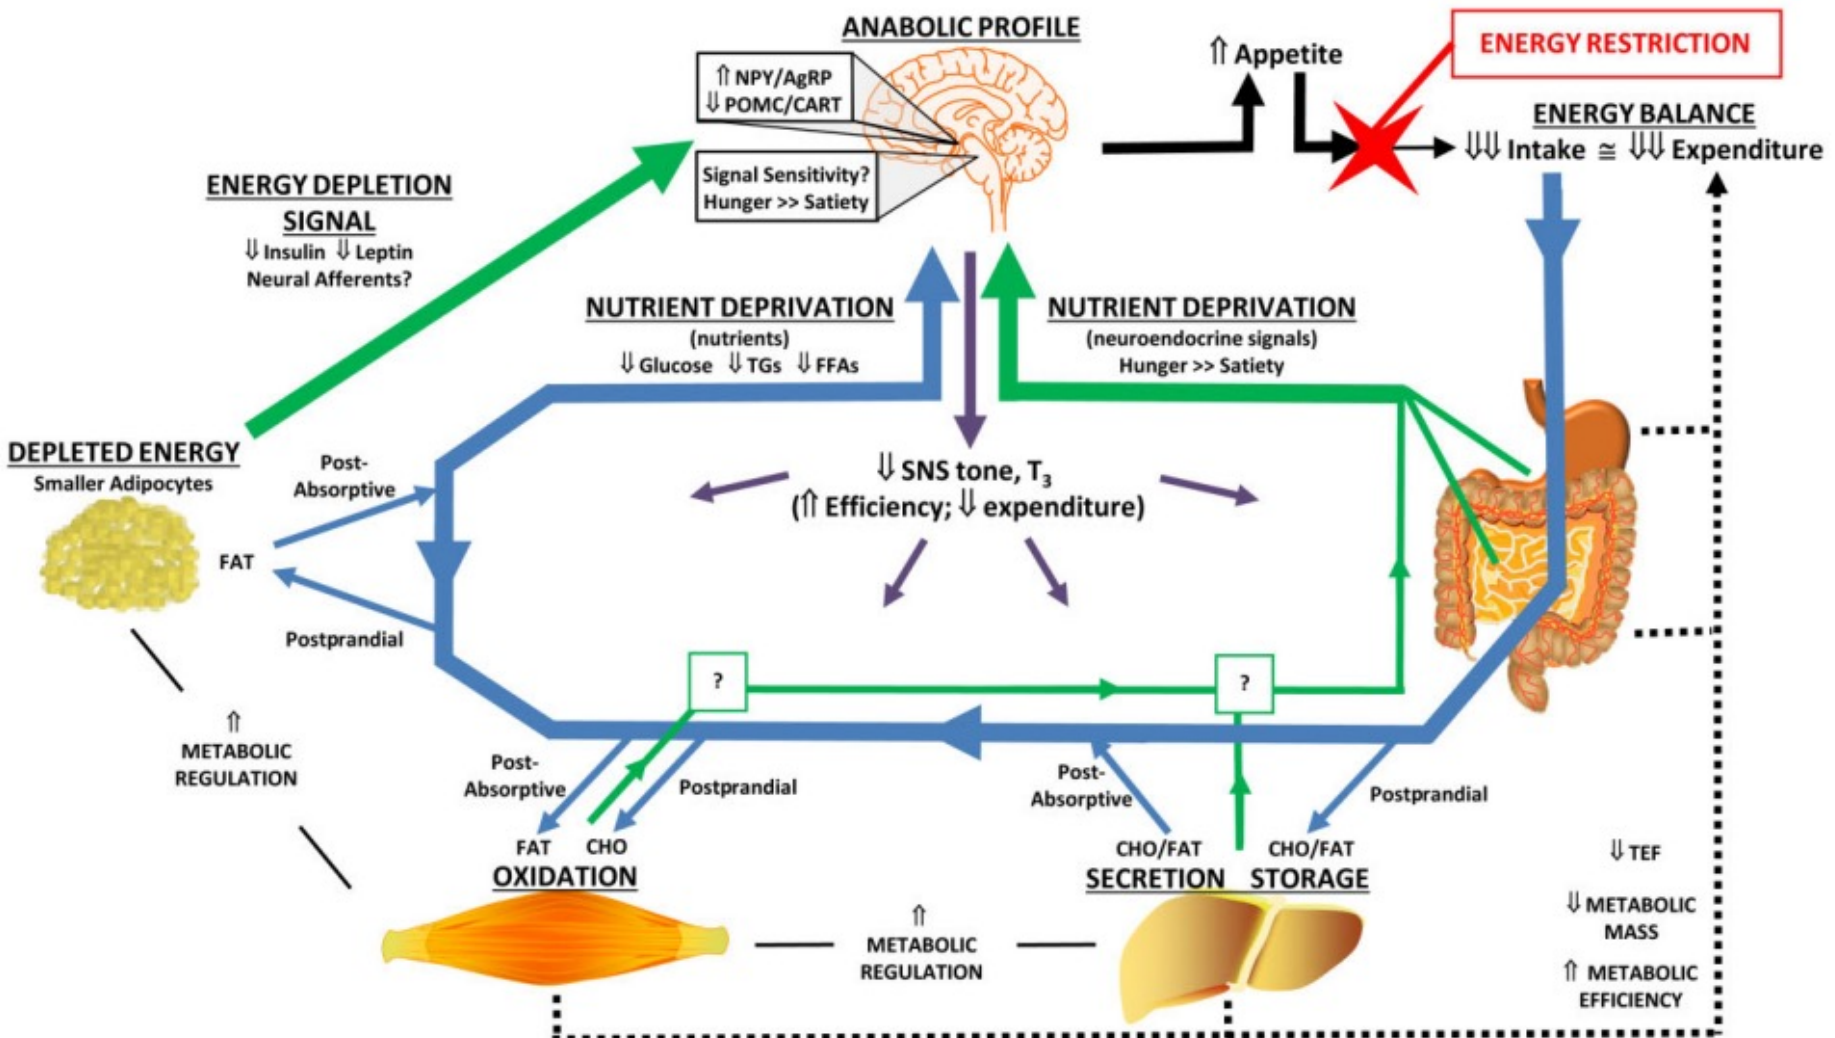 ANABOLIC PROFILE
⇑ NPY/AgRP
⇓ POMC/CART
Signal Sensitivity?
Hunger >> Satiety
⇑ Appetite
ENERGY RESTRICTION
ENERGY BALANCE
⇓⇓ Intake ≅ ⇓⇓ Expenditure
ENERGY DEPLETION
SIGNAL
⇓ Insulin ⇓ Leptin
Neural Afferents?
NUTRIENT DEPRIVATION
(nutrients)
⇓ Glucose ⇓ TGs ⇓ FFAs
NUTRIENT DEPRIVATION
(neuroendocrine signals)
Hunger >> Satiety
DEPLETED ENERGY
Smaller Adipocytes
Post-
Absorptive
FAT
Postprandial
⇓ SNS tone, T₃
(⇑ Efficiency; ⇓ expenditure)
?
?
⇑
METABOLIC
REGULATION
Post-
Absorptive
Postprandial
FAT CHO
OXIDATION
Post-
Absorptive
Postprandial
CHO/FAT CHO/FAT
SECRETION STORAGE
⇑
METABOLIC
REGULATION
⇓ TEF
⇓ METABOLIC
MASS
⇑ METABOLIC
EFFICIENCY